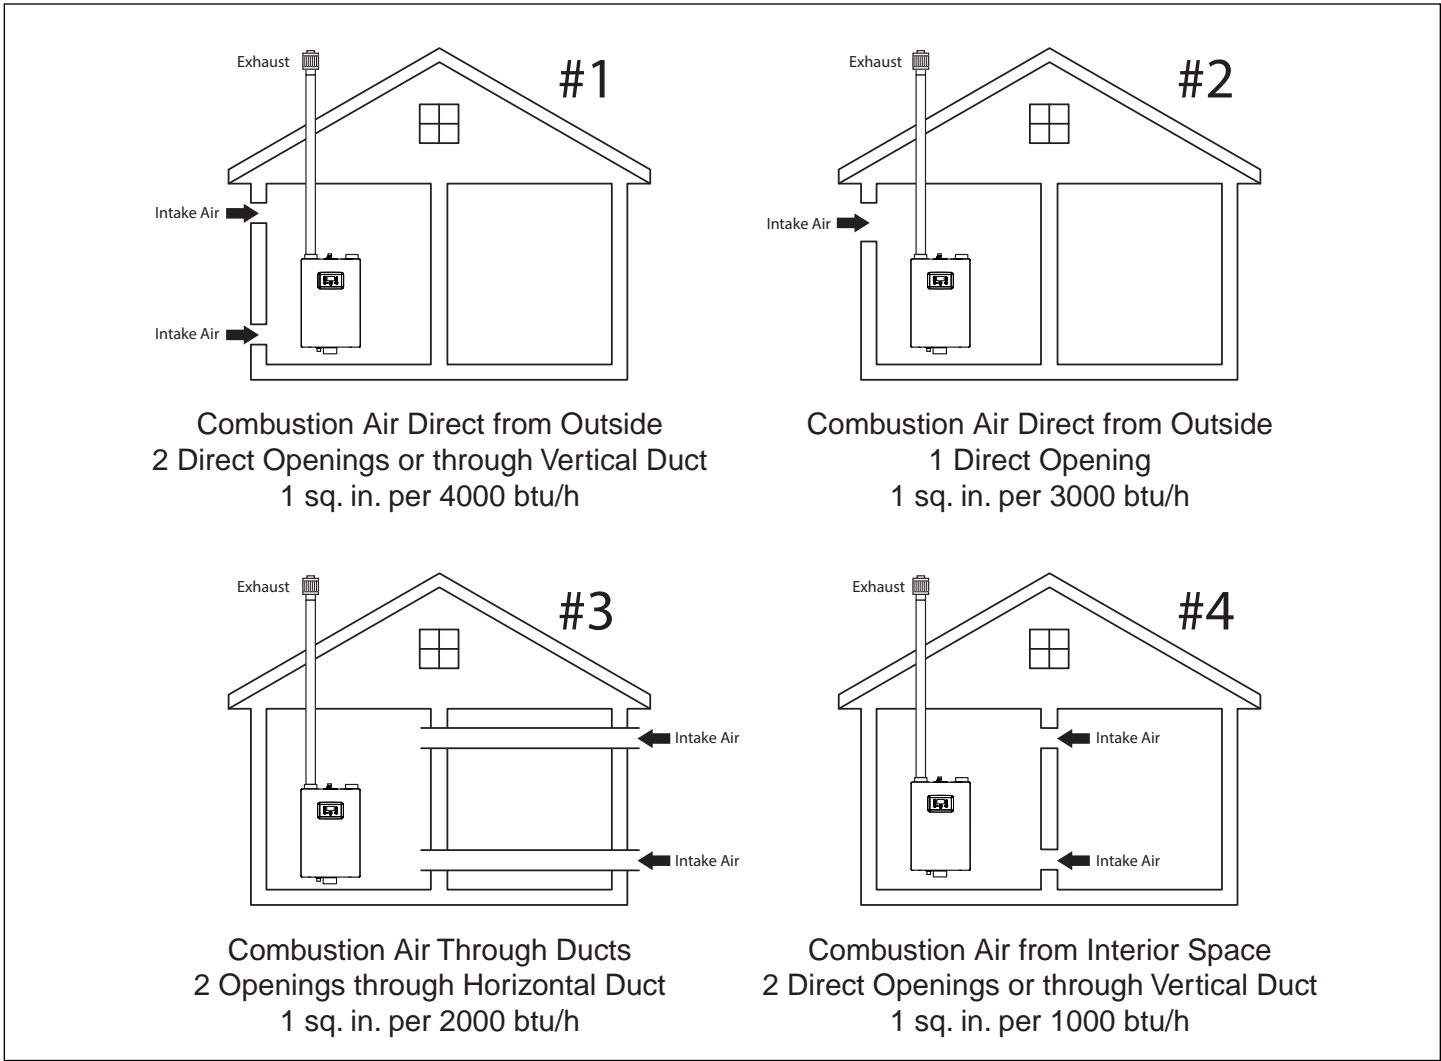 Exhaust
#1
Intake Air
Intake Air
Combustion Air Direct from Outside
2 Direct Openings or through Vertical Duct
1 sq. in. per 4000 btu/h
Exhaust
#2
Intake Air
Combustion Air Direct from Outside
1 Direct Opening
1 sq. in. per 3000 btu/h
Exhaust
#3
Intake Air
Intake Air
Combustion Air Through Ducts
2 Openings through Horizontal Duct
1 sq. in. per 2000 btu/h
Exhaust
#4
Intake Air
Intake Air
Combustion Air from Interior Space
2 Direct Openings or through Vertical Duct
1 sq. in. per 1000 btu/h